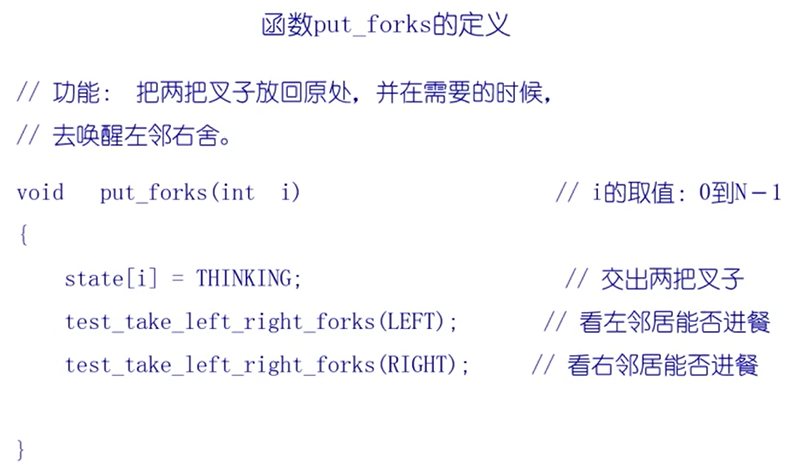 函数put_forks的定义
// 功能： 把两把叉子放回原处，并在需要的时候，
// 去唤醒左邻右舍。
void put_forks(int i) // i的取值：0到N－1
{
state[i] = THINKING; // 交出两把叉子
test_take_left_right_forks(LEFT); // 看左邻居能否进餐
test_take_left_right_forks(RIGHT); // 看右邻居能否进餐
}